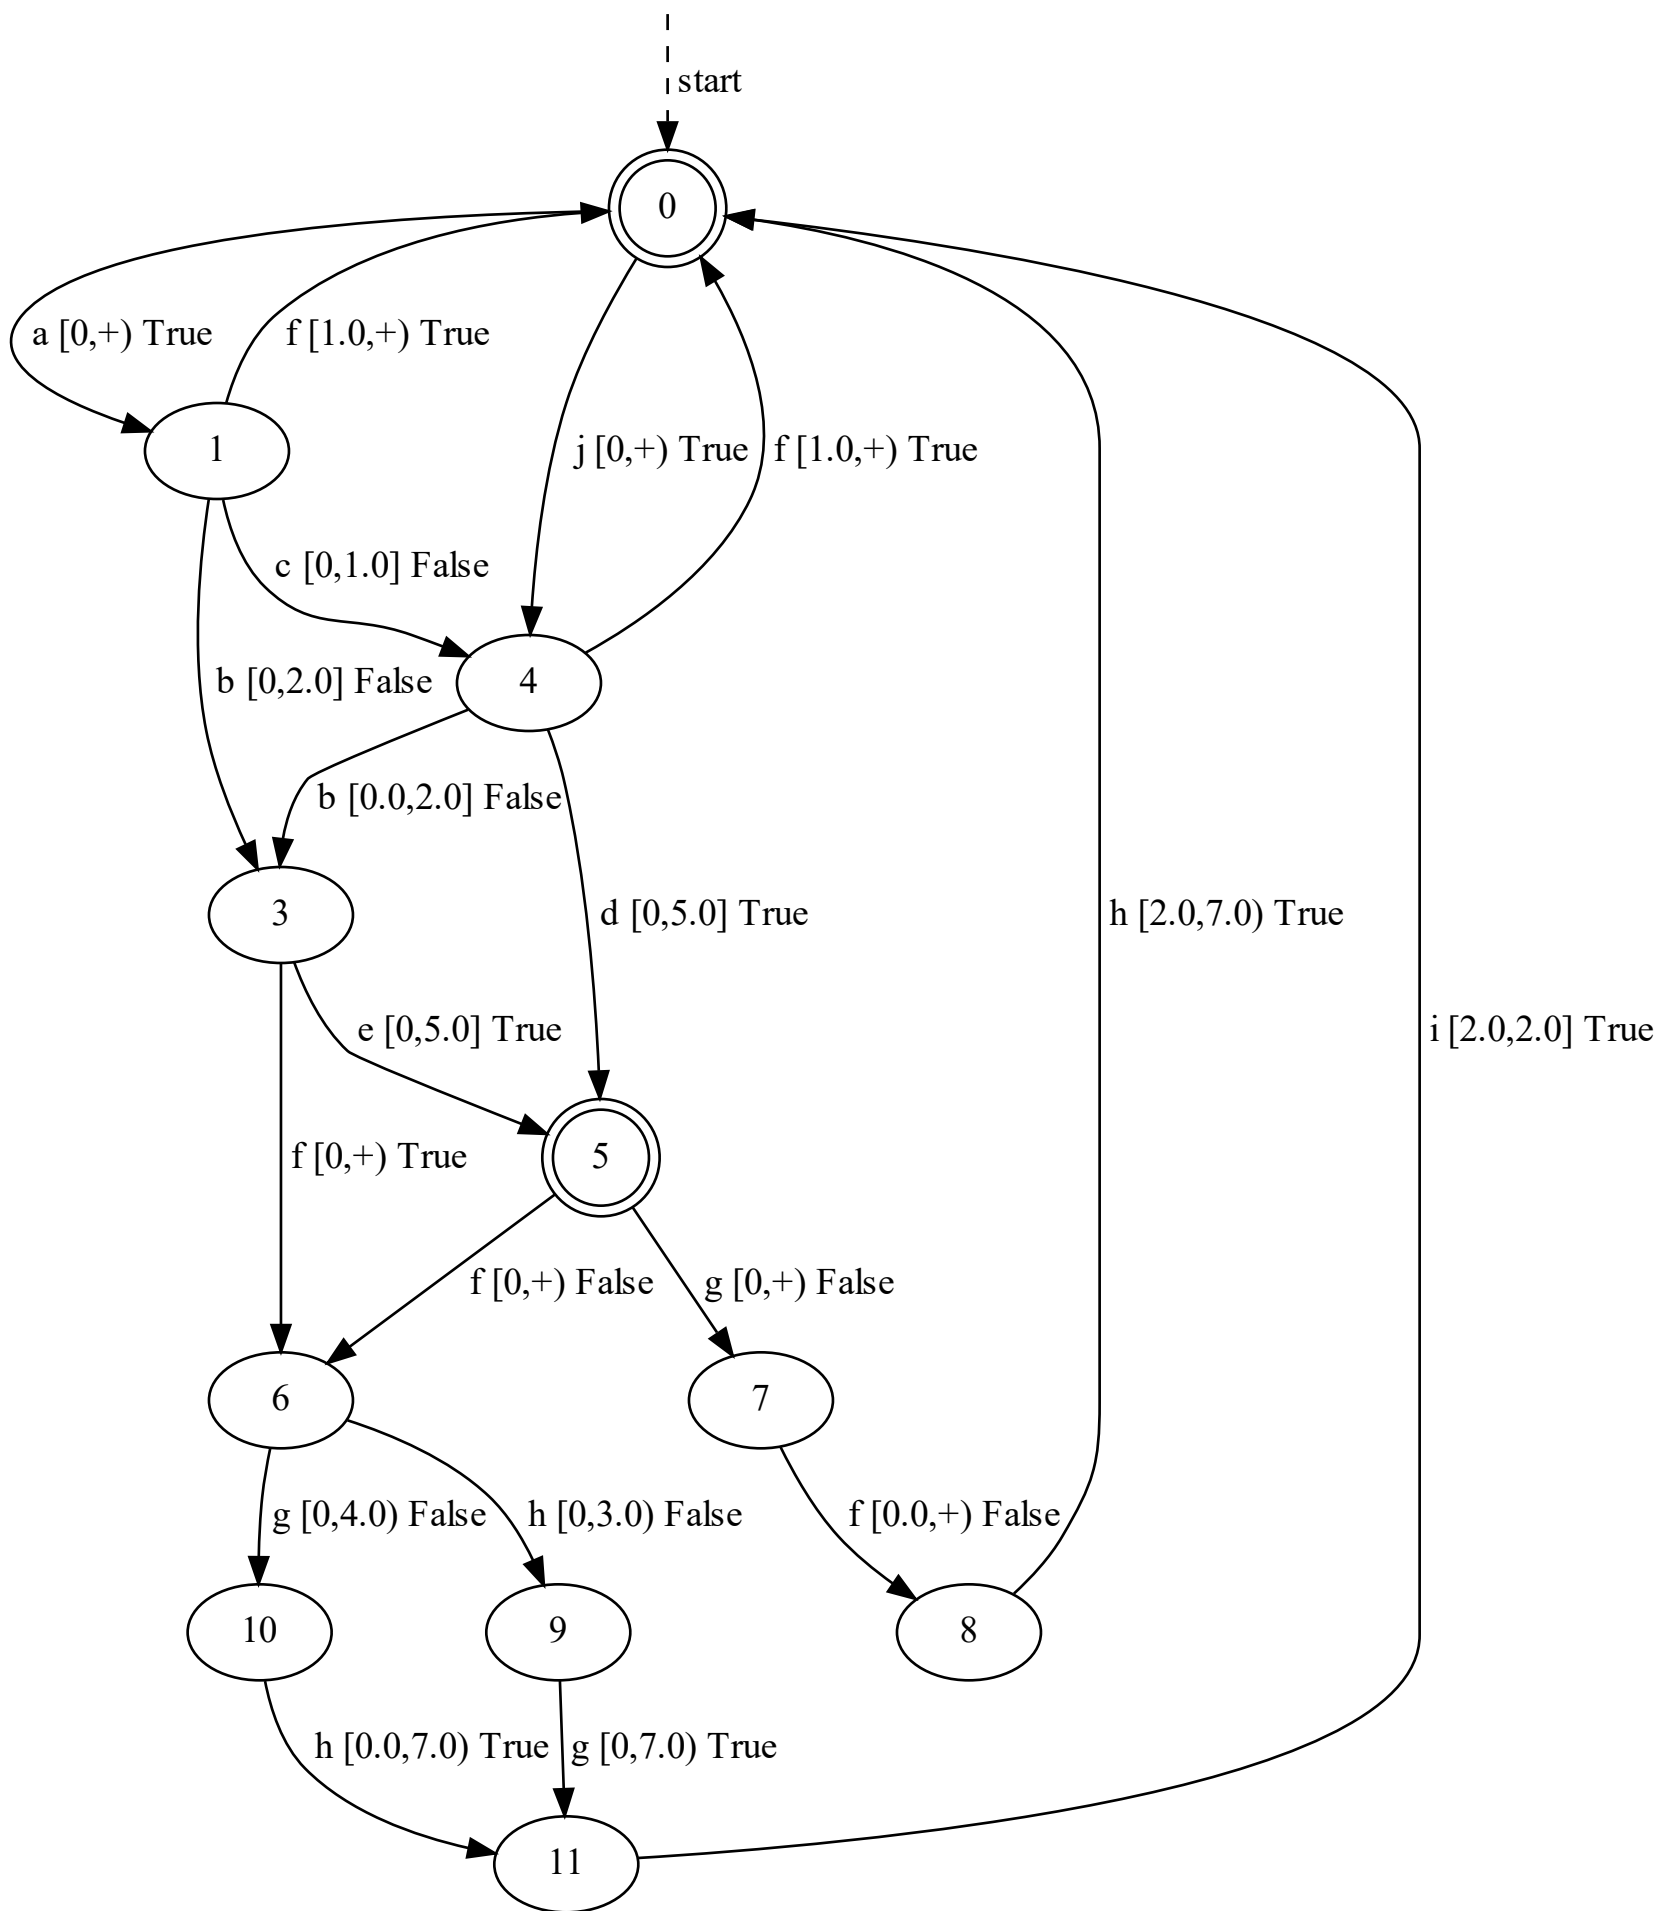 start
0
a [0,+) True
f [1.0,+) True
1
j [0,+) True
f [1.0,+) True
c [0,1.0] False
b [0,2.0] False
4
b [0.0,2.0] False
3
d [0,5.0] True
h [2.0,7.0) True
e [0,5.0] True
i [2.0,2.0] True
f [0,+) True
5
f [0,+) False
g [0,+) False
6
7
g [0,4.0) False
h [0,3.0) False
f [0.0,+) False
10
9
8
h [0.0,7.0) True
g [0,7.0) True
11